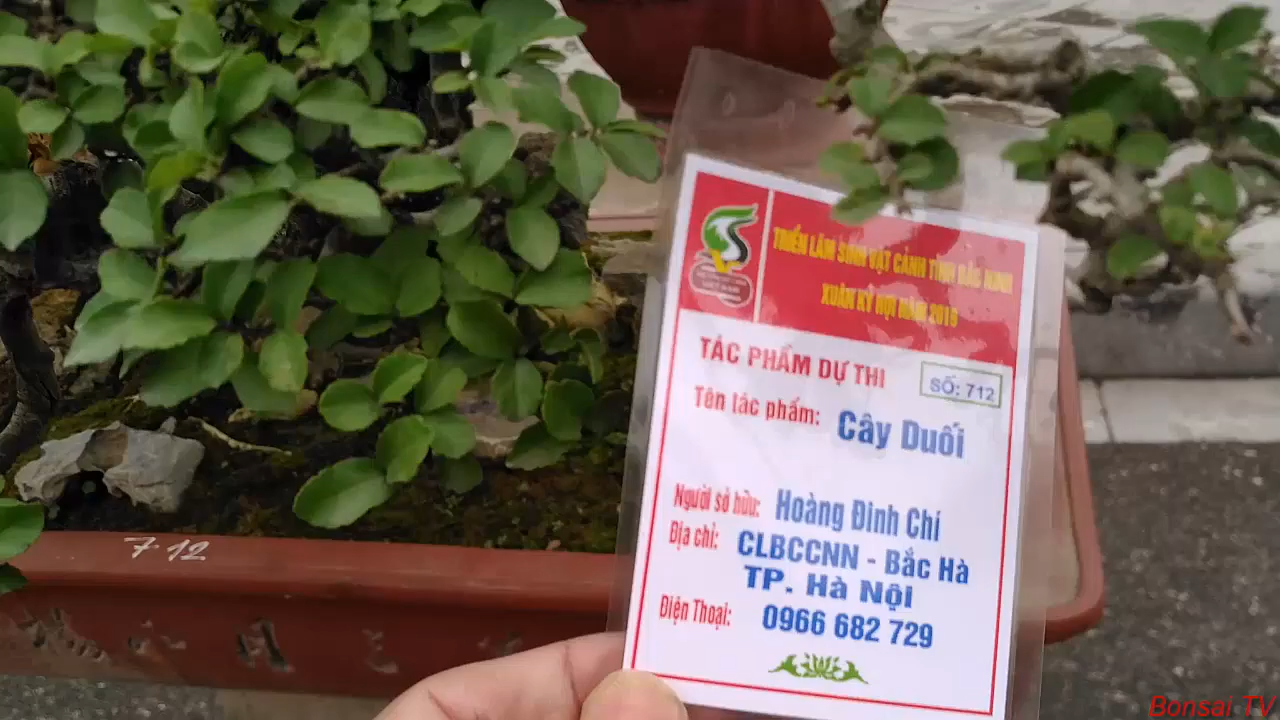 TRIỂN LÃM SINH VẬT CẢNH TỈNH BẮC NINH
XUÂN KỶ HỢI NĂM 2019
TÁC PHẨM DỰ THI
SỐ: 712
Tên tác phẩm: Cây Duối
Người sở hữu: Hoàng Đình Chí
Địa chỉ: CLBCCNN - Bắc Hà
TP. Hà Nội
Điện Thoại: 0966 682 729
712
Bonsai TV